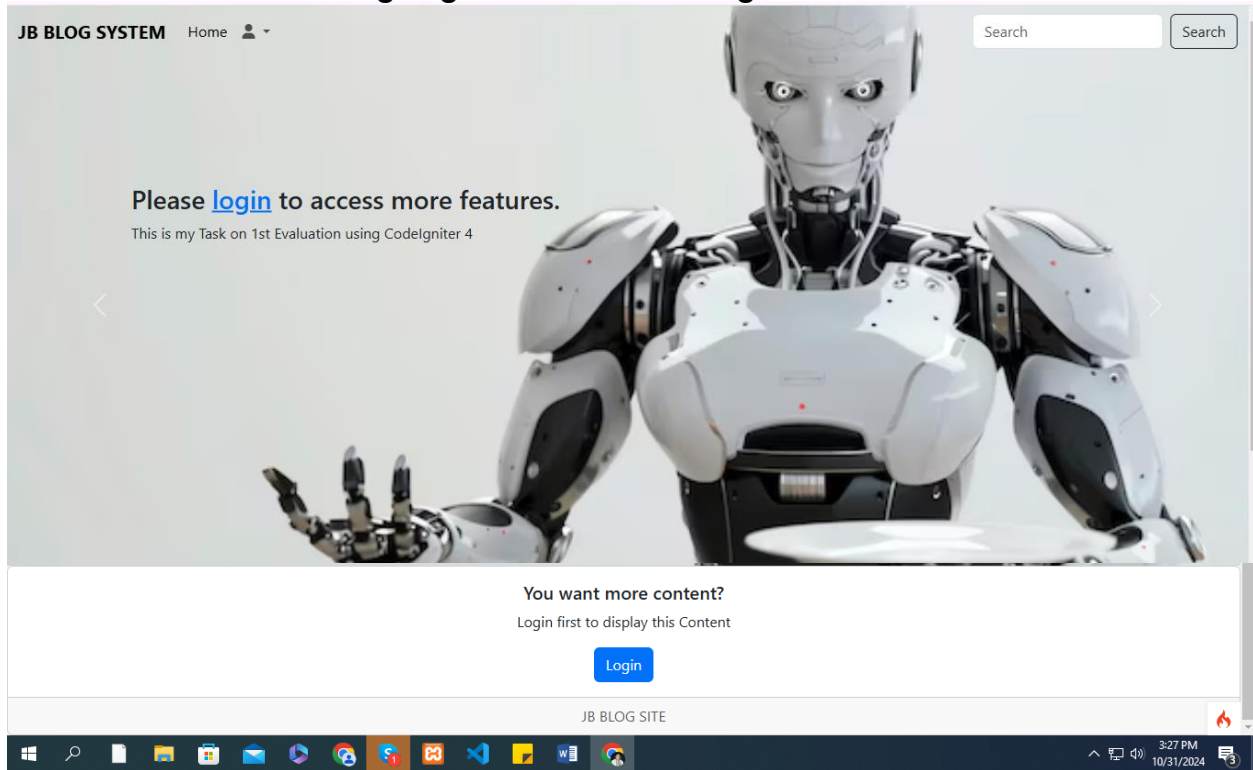 JB BLOG SYSTEM Home Search Search
Please login to access more features.
This is my Task on 1st Evaluation using CodeIgniter 4
You want more content?
Login first to display this Content
Login
JB BLOG SITE
3:27 PM
10/31/2024